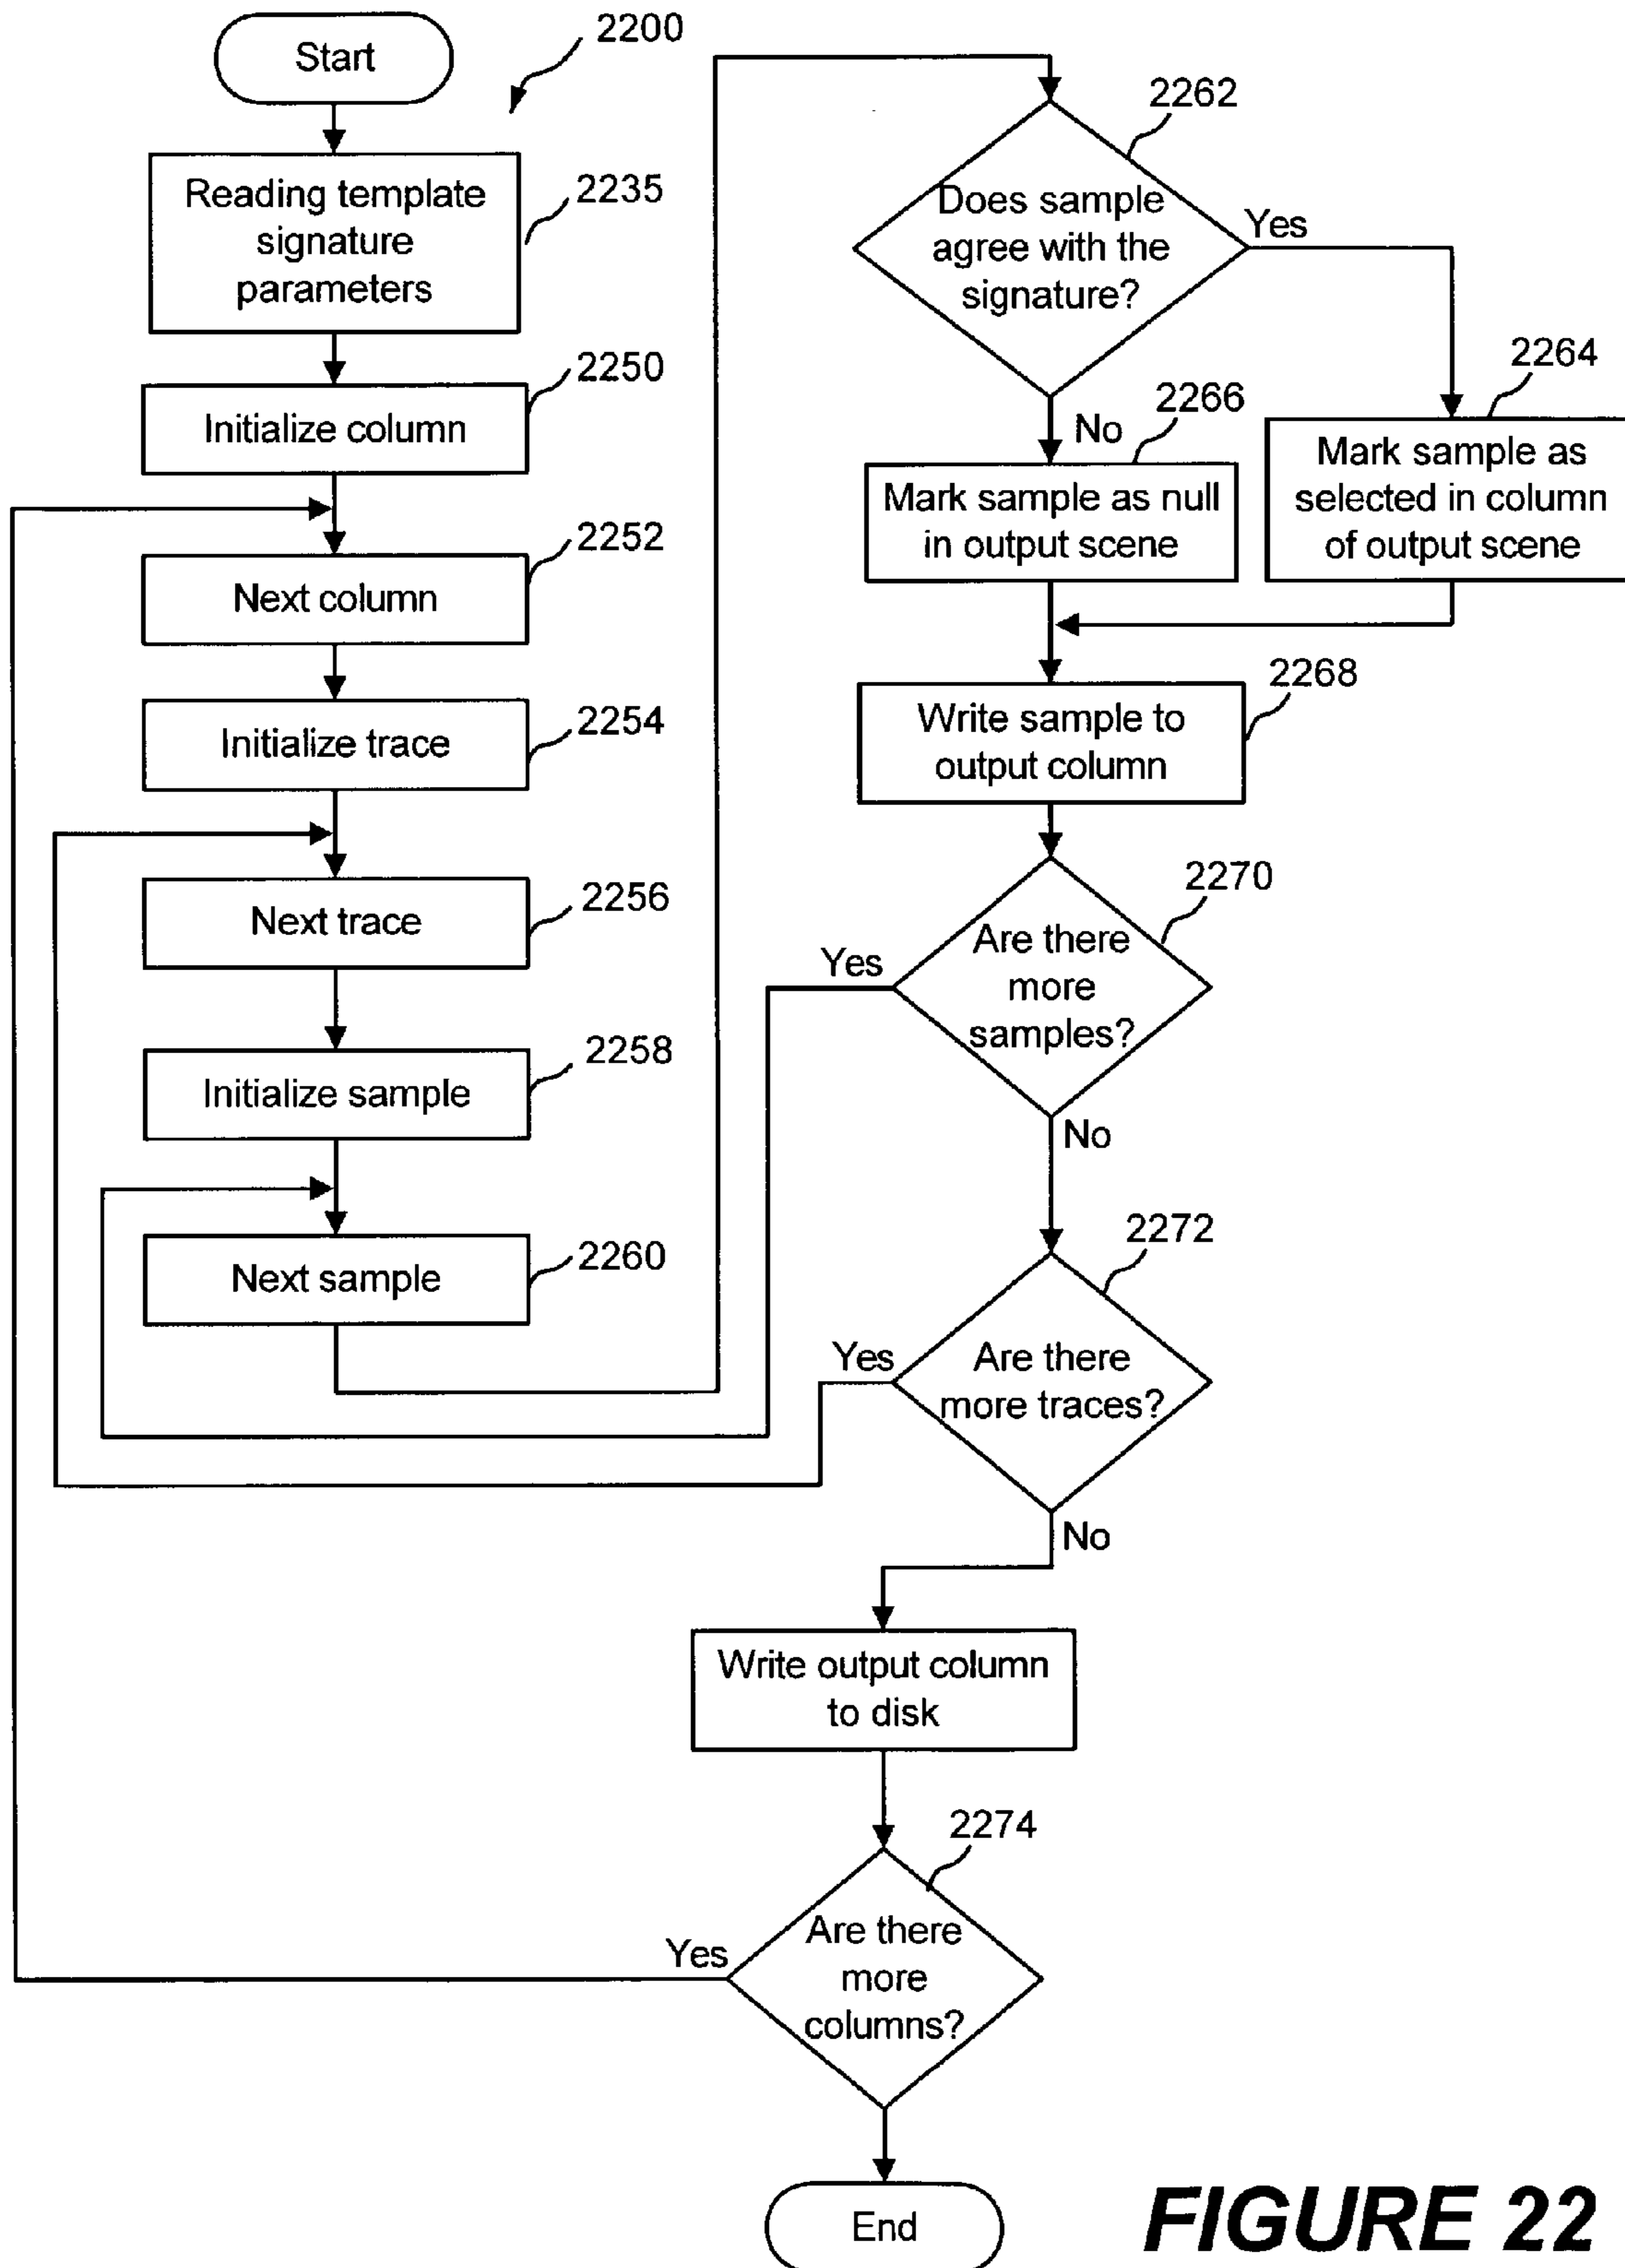 Start
2200
Reading template
signature
parameters
2235
Initialize column
2250
Next column
2252
Initialize trace
2254
Next trace
2256
Initialize sample
2258
Next sample
2260
2262
Does sample
agree with the
signature?
Yes
No
2266
Mark sample as null
in output scene
2264
Mark sample as
selected in column
of output scene
2268
Write sample to
output column
2270
Are there
more
samples?
Yes
No
2272
Are there
more traces?
Yes
No
Write output column
to disk
2274
Are there
more
columns?
Yes
End
FIGURE 22